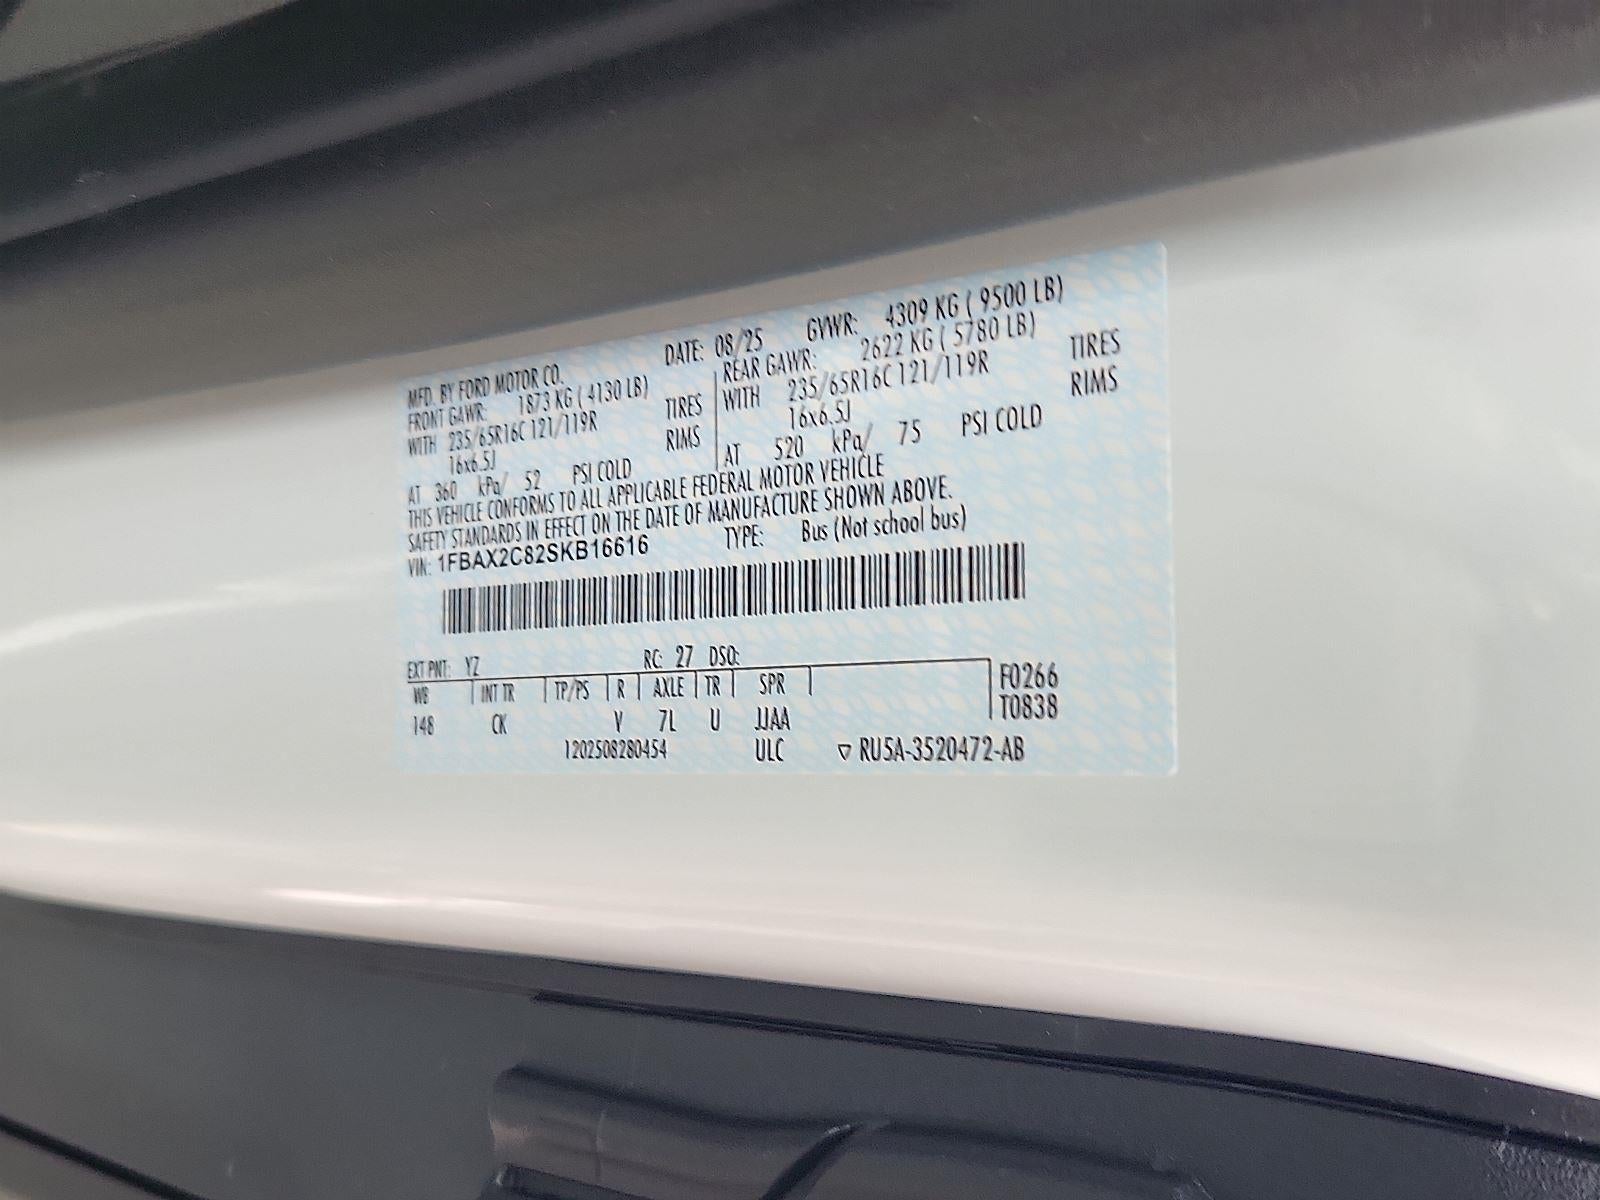 MFD. BY FORD MOTOR CO. DATE: 08/25 GVWR: 4309 KG ( 9500 LB)
FRONT GAWR: 1873 KG ( 4130 LB) REAR GAWR: 2622 KG ( 5780 LB)
WITH 235/65R16C 121/119R TIRES WITH 235/65R16C 121/119R TIRES
16x6.5J RIMS 16x6.5J RIMS
AT 360 kPa/ 52 PSI COLD AT 520 kPa/ 75 PSI COLD
THIS VEHICLE CONFORMS TO ALL APPLICABLE FEDERAL MOTOR VEHICLE
SAFETY STANDARDS IN EFFECT ON THE DATE OF MANUFACTURE SHOWN ABOVE.
VIN: 1FBAX2C82SKB16616 TYPE: Bus (Not school bus)
EXT PNT: YZ RC: 27 DSO:
WB INT TR TP/PS R AXLE TR SPR F0266
148 CK V 7L U JJAA T0838
1202508280454 ULC ▽ RU5A-3520472-AB